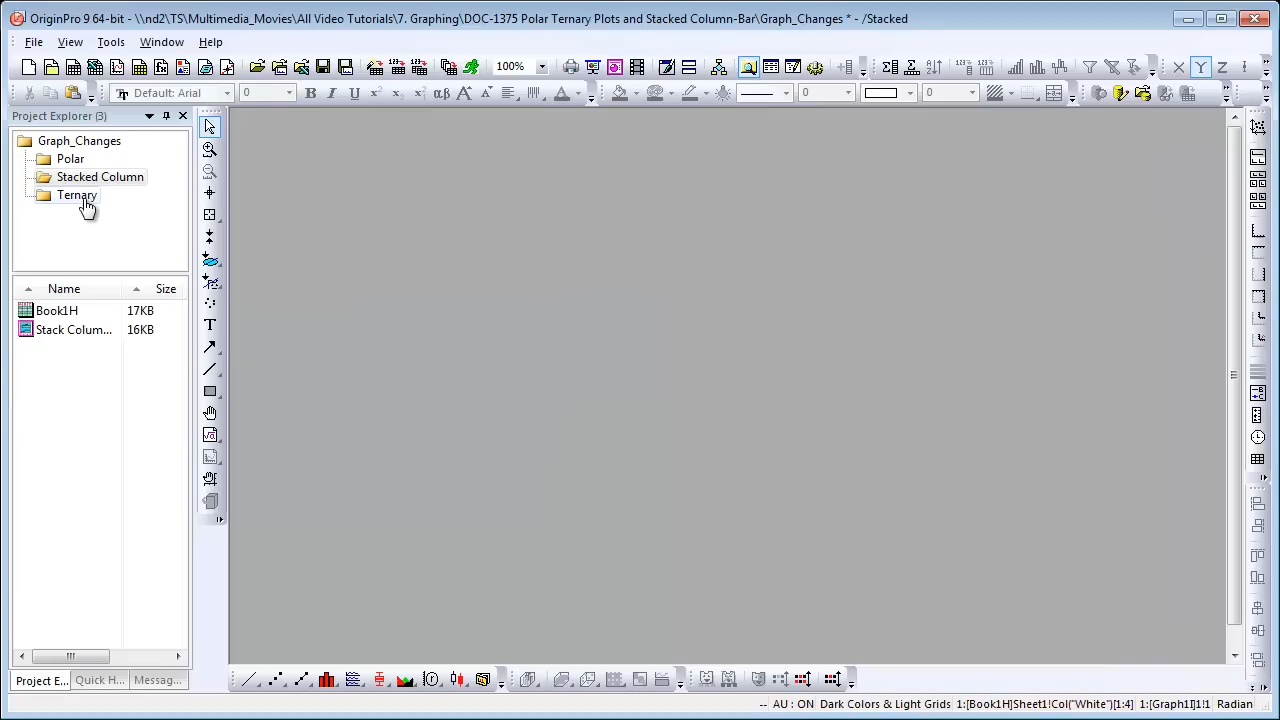 OriginPro 9 64-bit - \\nd2\TS\Multimedia_Movies\All Video Tutorials\7. Graphing\DOC-1375 Polar Ternary Plots and Stacked Column-Bar\Graph_Changes * - /Stacked
File View Tools Window Help
100%
Default: Arial 0 B I U 0 0
Project Explorer (3)
Graph_Changes
Polar
Stacked Column
Ternary
Name Size
Book1H 17KB
Stack Colum... 16KB
Project E... Quick H... Messag...
-- AU : ON Dark Colors & Light Grids 1:[Book1H]Sheet1!Col("White")[1:4] 1:[Graph1I]1!1 Radian